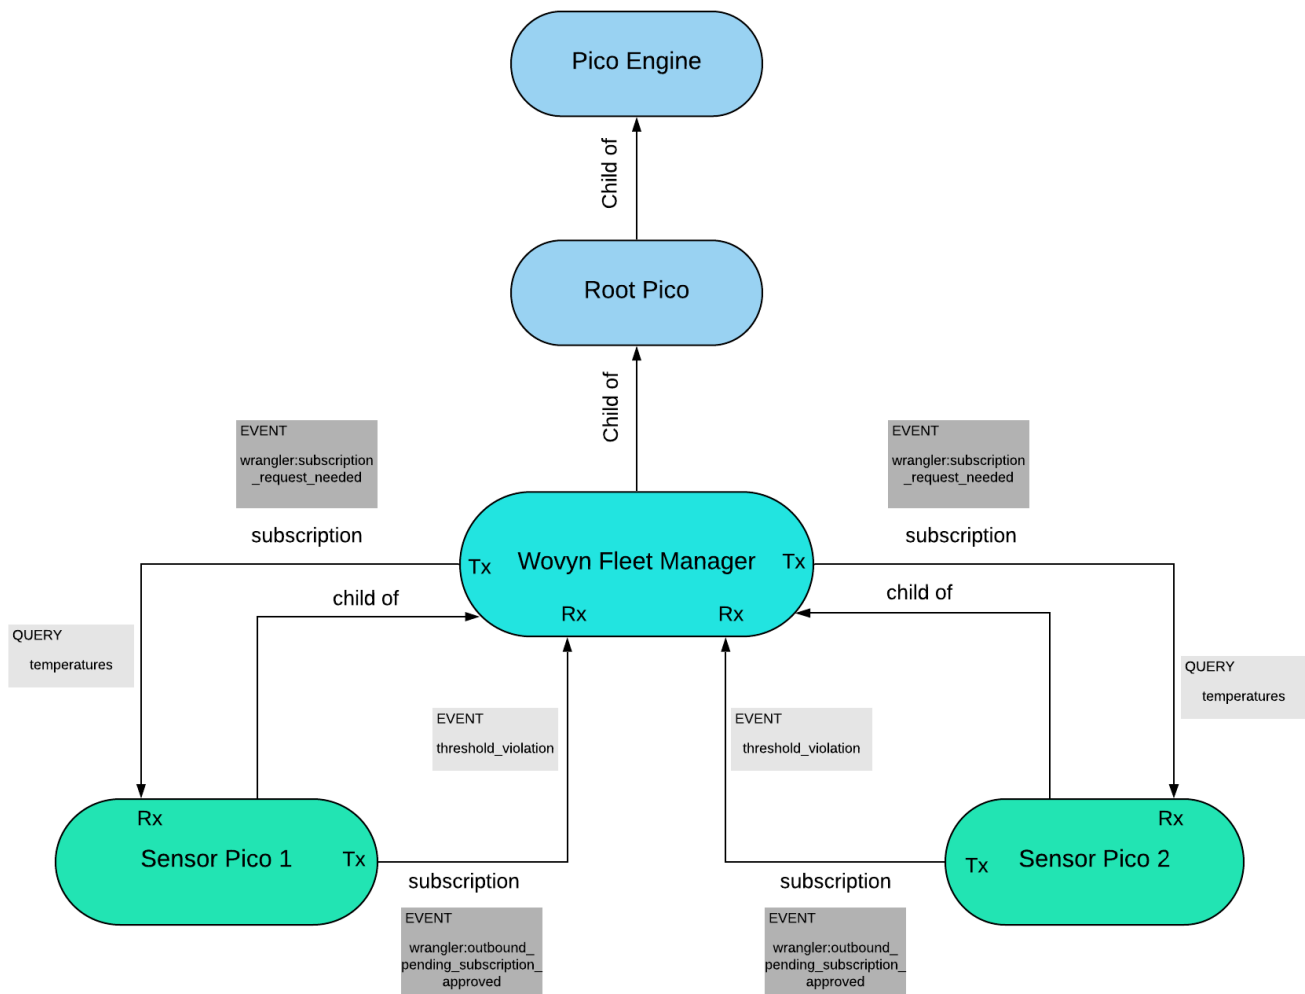 Pico Engine
Child of
Root Pico
Child of
EVENT
wrangler:subscription
_request_needed
EVENT
wrangler:subscription
_request_needed
subscription
subscription
Tx
Wovyn Fleet Manager
Tx
child of
child of
Rx
Rx
QUERY
temperatures
QUERY
temperatures
EVENT
threshold_violation
EVENT
threshold_violation
Rx
Sensor Pico 1
Tx
Rx
Tx
Sensor Pico 2
subscription
subscription
EVENT
wrangler:outbound_
pending_subscription_
approved
EVENT
wrangler:outbound_
pending_subscription_
approved